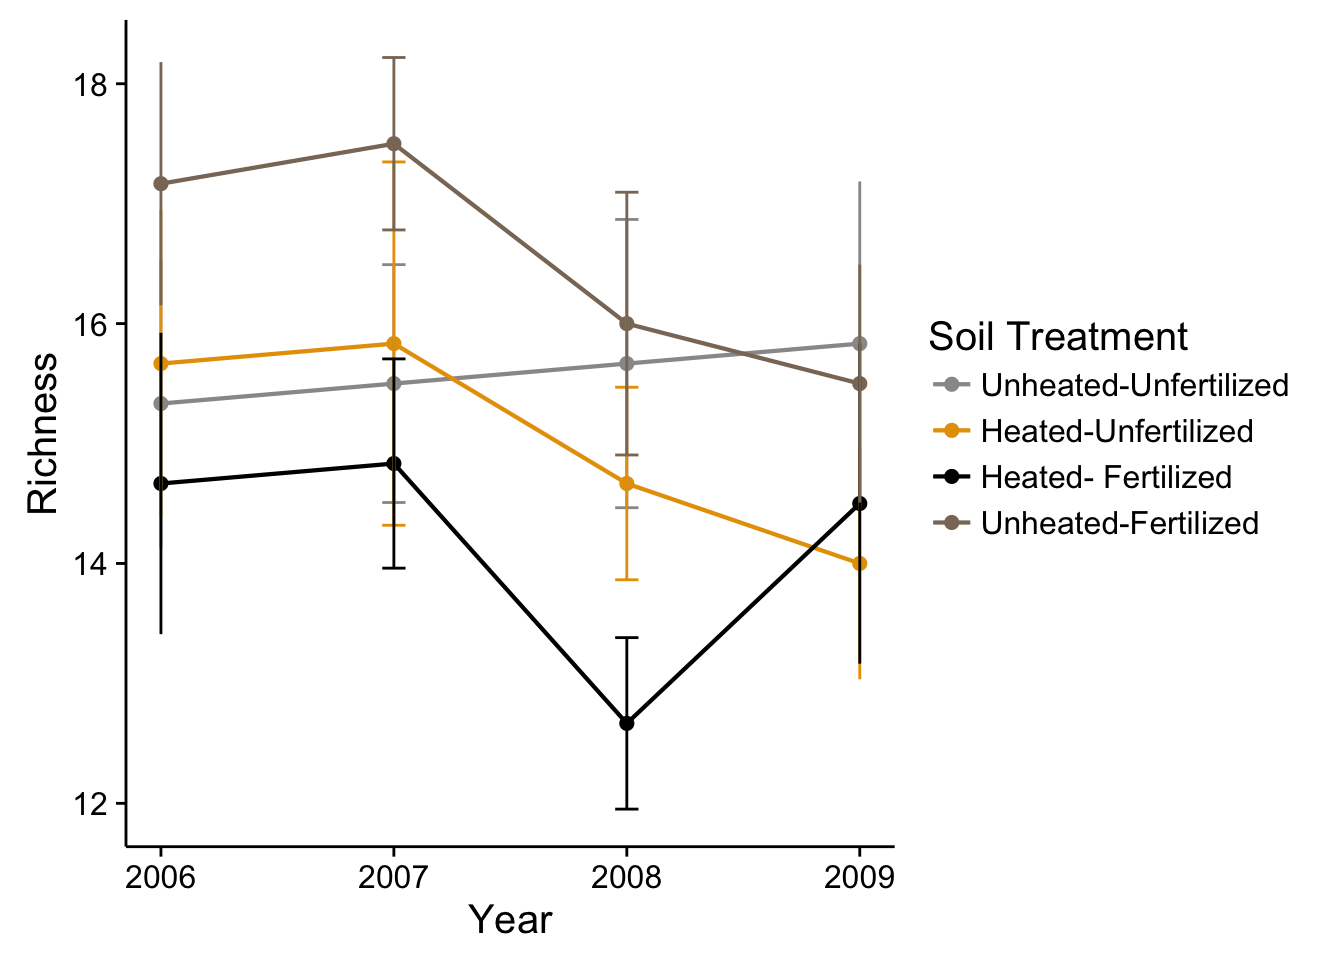 18
16
14
12
Richness
2006 2007 2008 2009
Year
Soil Treatment
Unheated-Unfertilized
Heated-Unfertilized
Heated- Fertilized
Unheated-Fertilized